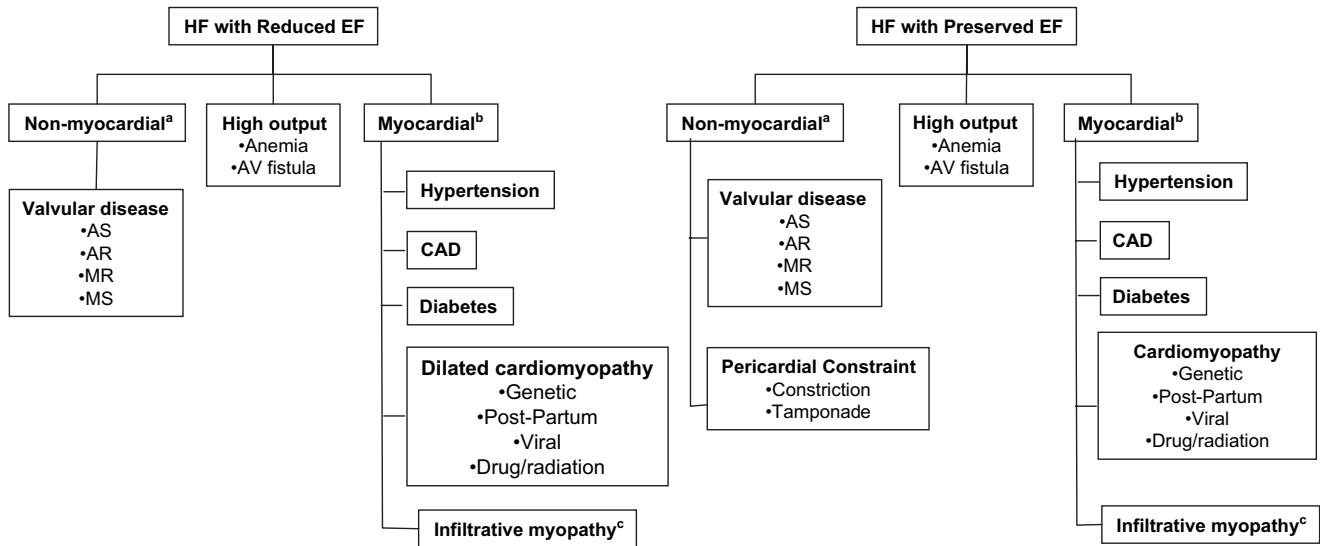 HF with Reduced EF
Non-myocardialᵃ
Valvular disease
•AS
•AR
•MR
•MS
High output
•Anemia
•AV fistula
Myocardialᵇ
Hypertension
CAD
Diabetes
Dilated cardiomyopathy
•Genetic
•Post-Partum
•Viral
•Drug/radiation
Infiltrative myopathyᶜ
HF with Preserved EF
Non-myocardialᵃ
Valvular disease
•AS
•AR
•MR
•MS
Pericardial Constraint
•Constriction
•Tamponade
High output
•Anemia
•AV fistula
Myocardialᵇ
Hypertension
CAD
Diabetes
Cardiomyopathy
•Genetic
•Post-Partum
•Viral
•Drug/radiation
Infiltrative myopathyᶜ